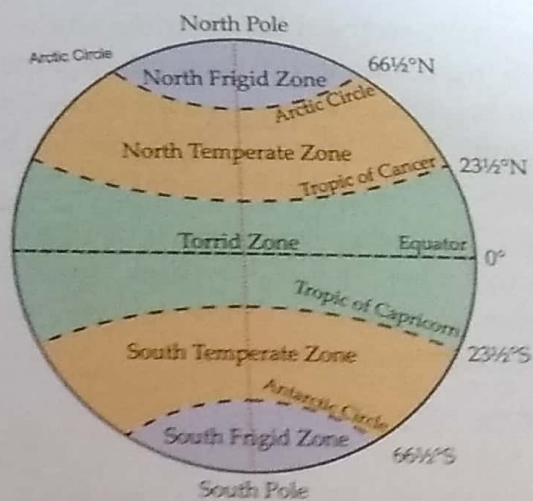 North Pole
Arctic Circle
66½°N
North Frigid Zone
Arctic Circle
North Temperate Zone
Tropic of Cancer
23½°N
Torrid Zone
Equator
0°
Tropic of Capricorn
South Temperate Zone
23½°S
Antarctic Circle
South Frigid Zone
66½°S
South Pole